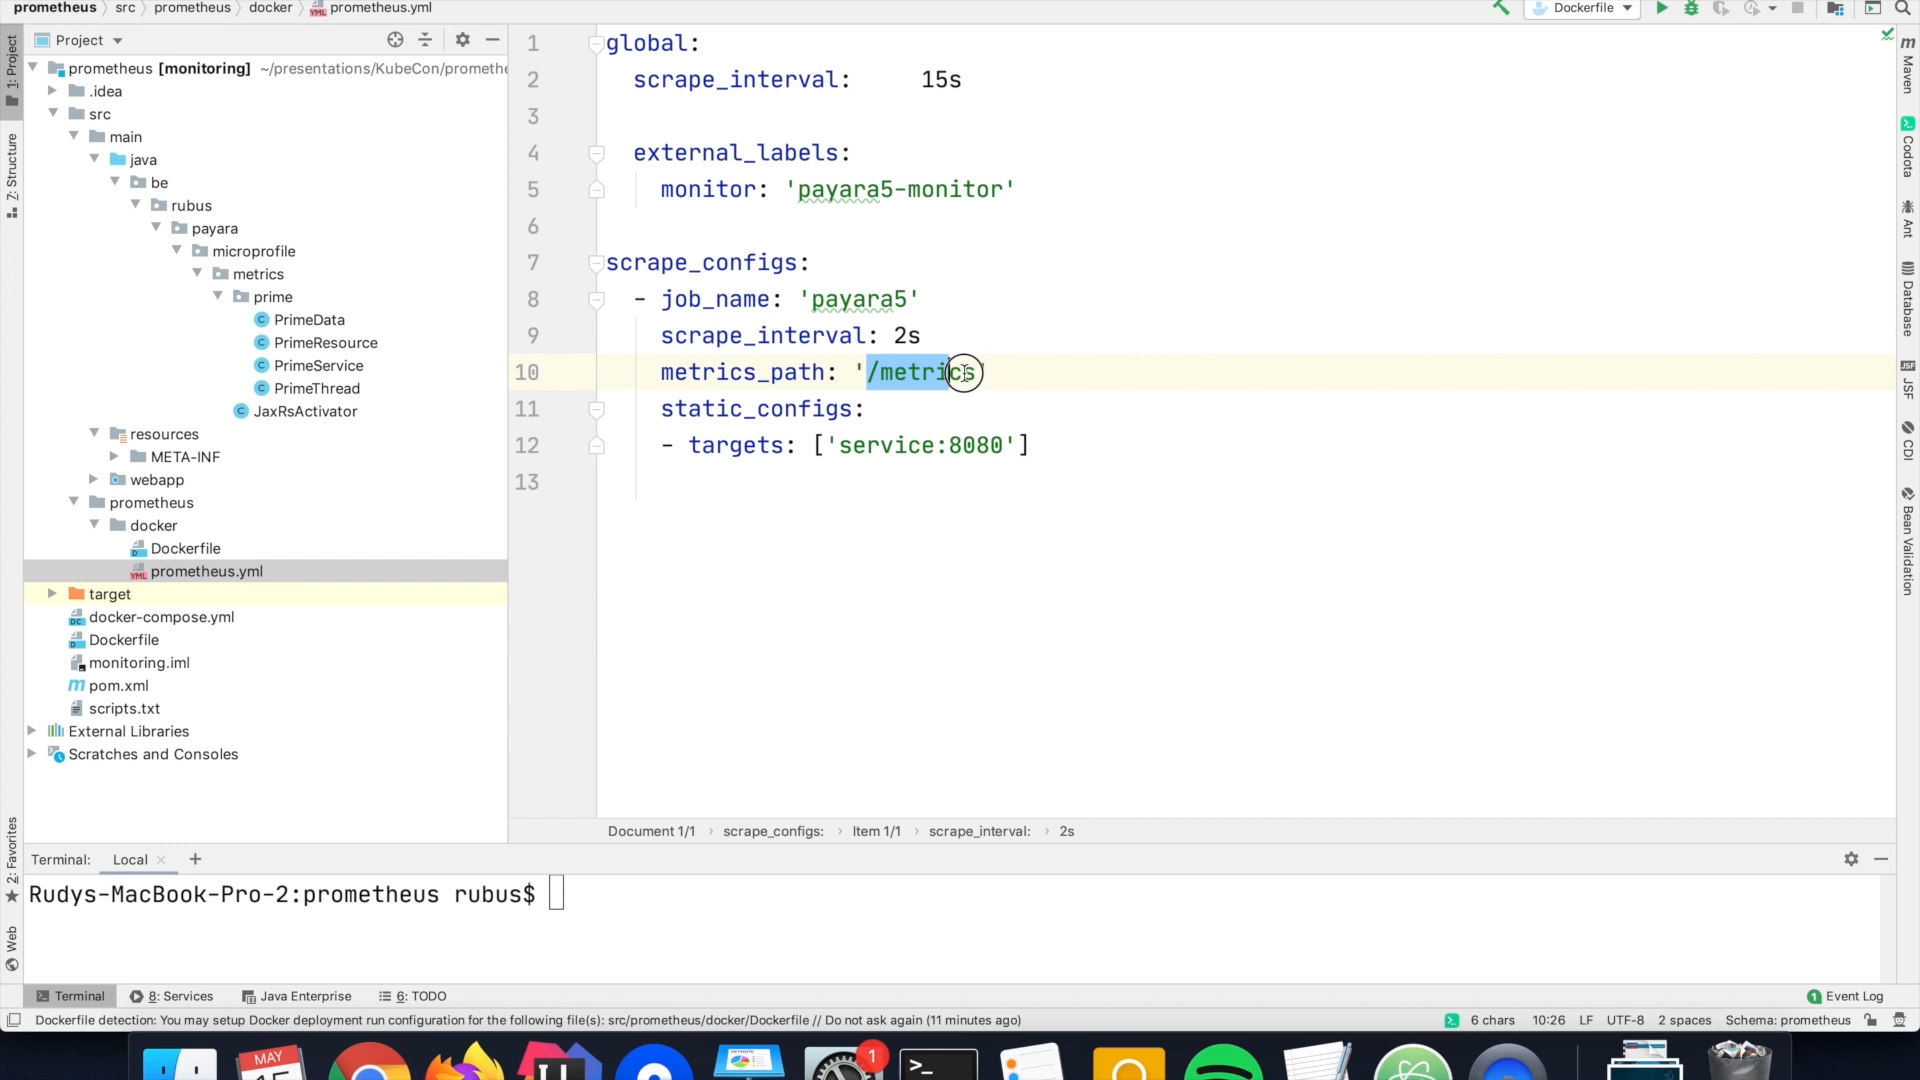 prometheus 〉 src 〉 prometheus 〉 docker 〉 prometheus.yml
Dockerfile
Project
prometheus [monitoring] ~/presentations/KubeCon/prometh
.idea
src
main
java
be
rubus
payara
microprofile
metrics
prime
PrimeData
PrimeResource
PrimeService
PrimeThread
JaxRsActivator
resources
META-INF
webapp
prometheus
docker
Dockerfile
prometheus.yml
target
docker-compose.yml
Dockerfile
monitoring.iml
pom.xml
scripts.txt
External Libraries
Scratches and Consoles
1: Project
7: Structure
2: Favorites
Web
1 global:
2 scrape_interval: 15s
3
4 external_labels:
5 monitor: 'payara5-monitor'
6
7 scrape_configs:
8 - job_name: 'payara5'
9 scrape_interval: 2s
10 metrics_path: '/metrics'
11 static_configs:
12 - targets: ['service:8080']
13
Document 1/1 › scrape_configs: › Item 1/1 › scrape_interval: › 2s
Maven
Codota
Ant
Database
JSF
CDI
Bean Validation
Terminal: Local × +
Rudys-MacBook-Pro-2:prometheus rubus$
Terminal 8: Services Java Enterprise 6: TODO 1 Event Log
Dockerfile detection: You may setup Docker deployment run configuration for the following file(s): src/prometheus/docker/Dockerfile // Do not ask again (11 minutes ago) 6 chars 10:26 LF UTF-8 2 spaces Schema: prometheus
MAY
1
>_